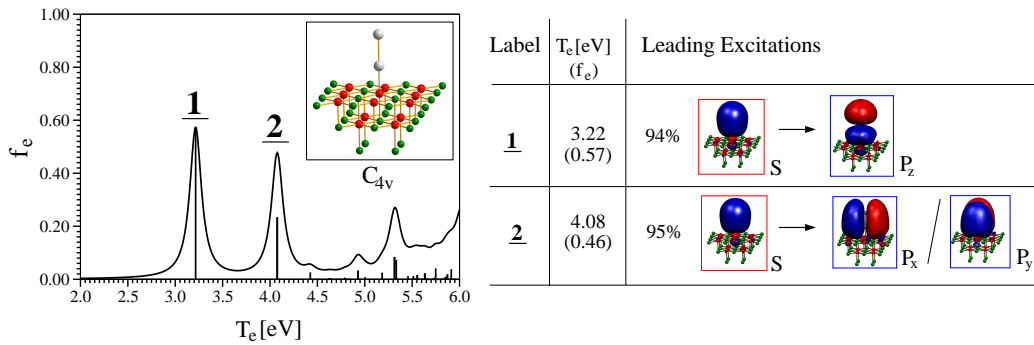 1.00
0.80
0.60
0.40
0.20
0.00
f_e
2.0 2.5 3.0 3.5 4.0 4.5 5.0 5.5 6.0
T_e [eV]
1
2
C_4v
Label T_e [eV] Leading Excitations
(f_e)
1 3.22 94% S P_z
(0.57)
2 4.08 95% S P_x / P_y
(0.46)